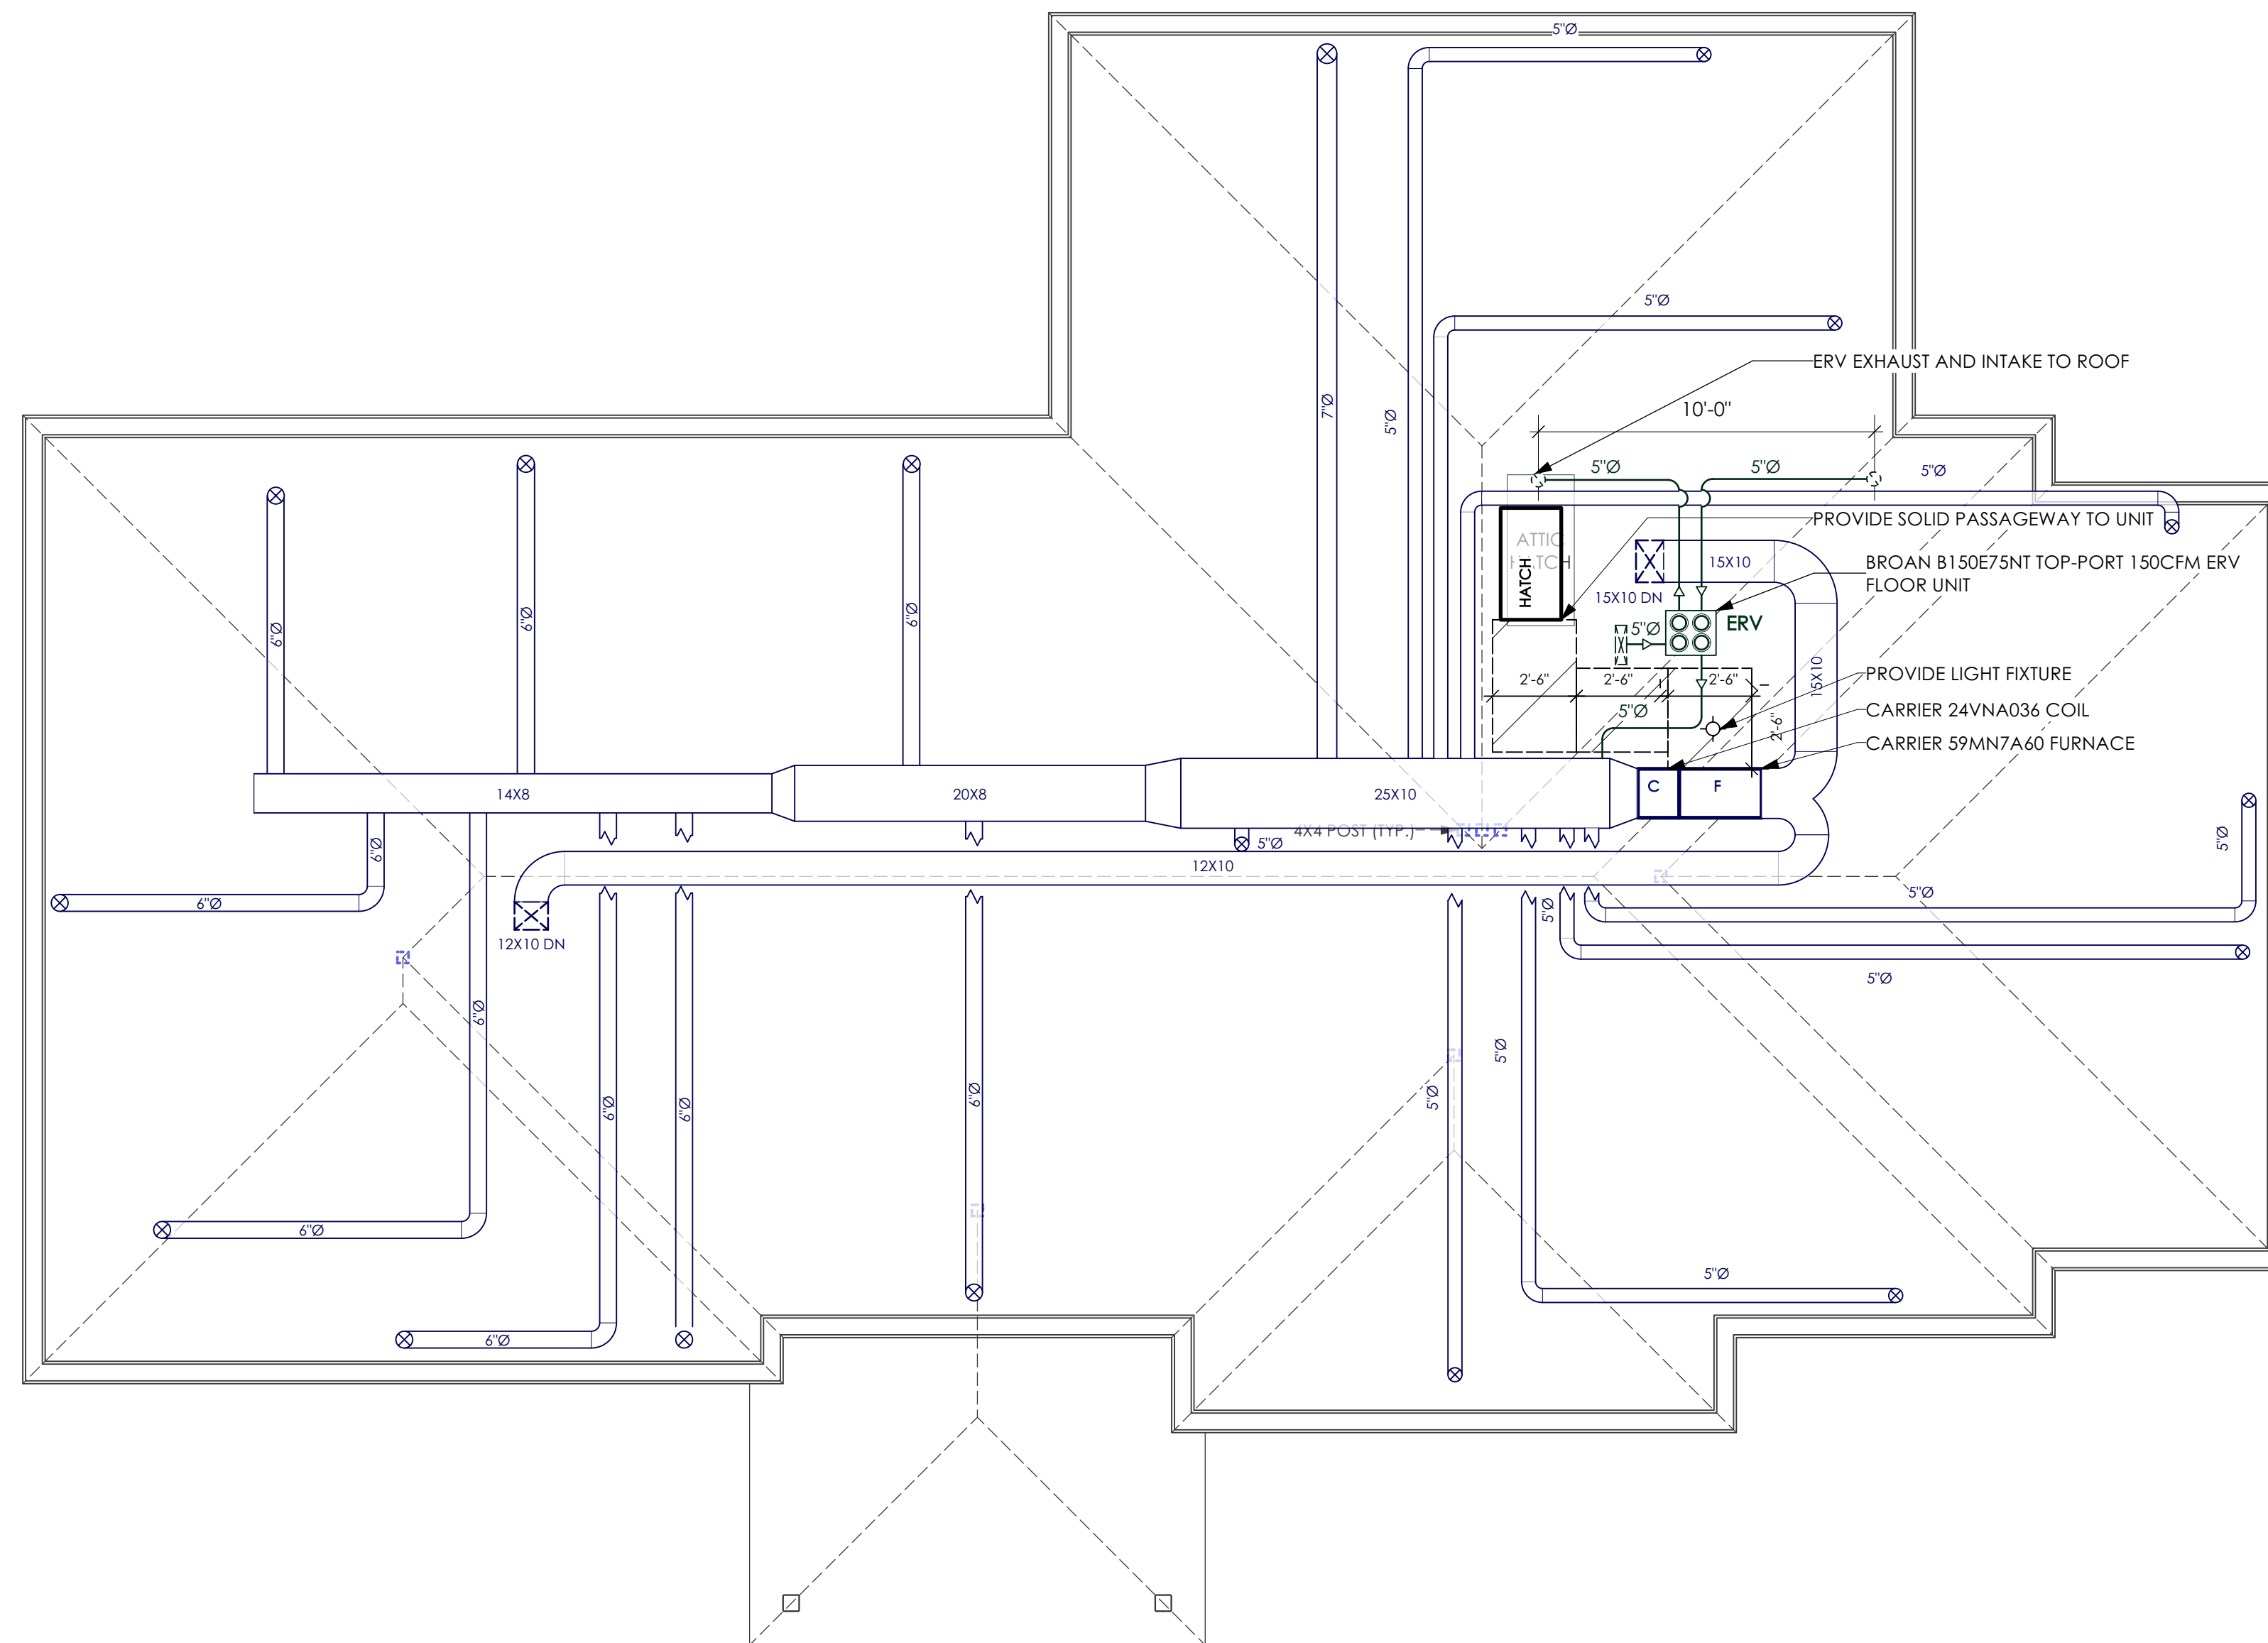 5"Ø
5"Ø
ERV EXHAUST AND INTAKE TO ROOF
10'-0"
7"Ø
5"Ø
5"Ø
5"Ø
5"Ø
PROVIDE SOLID PASSAGEWAY TO UNIT
ATTIC
HATCH
HATCH
15X10
BROAN B150E75NT TOP-PORT 150CFM ERV
FLOOR UNIT
15X10 DN
6"Ø
6"Ø
6"Ø
5"Ø
ERV
PROVIDE LIGHT FIXTURE
15X10
2'-6"
2'-6"
2'-6"
5"Ø
CARRIER 24VNA036 COIL
2'-6"
CARRIER 59MN7A60 FURNACE
14X8
20X8
25X10
C
F
4X4 POST (TYP.)
5"Ø
5"Ø
6"Ø
12X10
5"Ø
6"Ø
5"Ø
12X10 DN
5"Ø
6"Ø
5"Ø
6"Ø
6"Ø
6"Ø
5"Ø
6"Ø
5"Ø
6"Ø